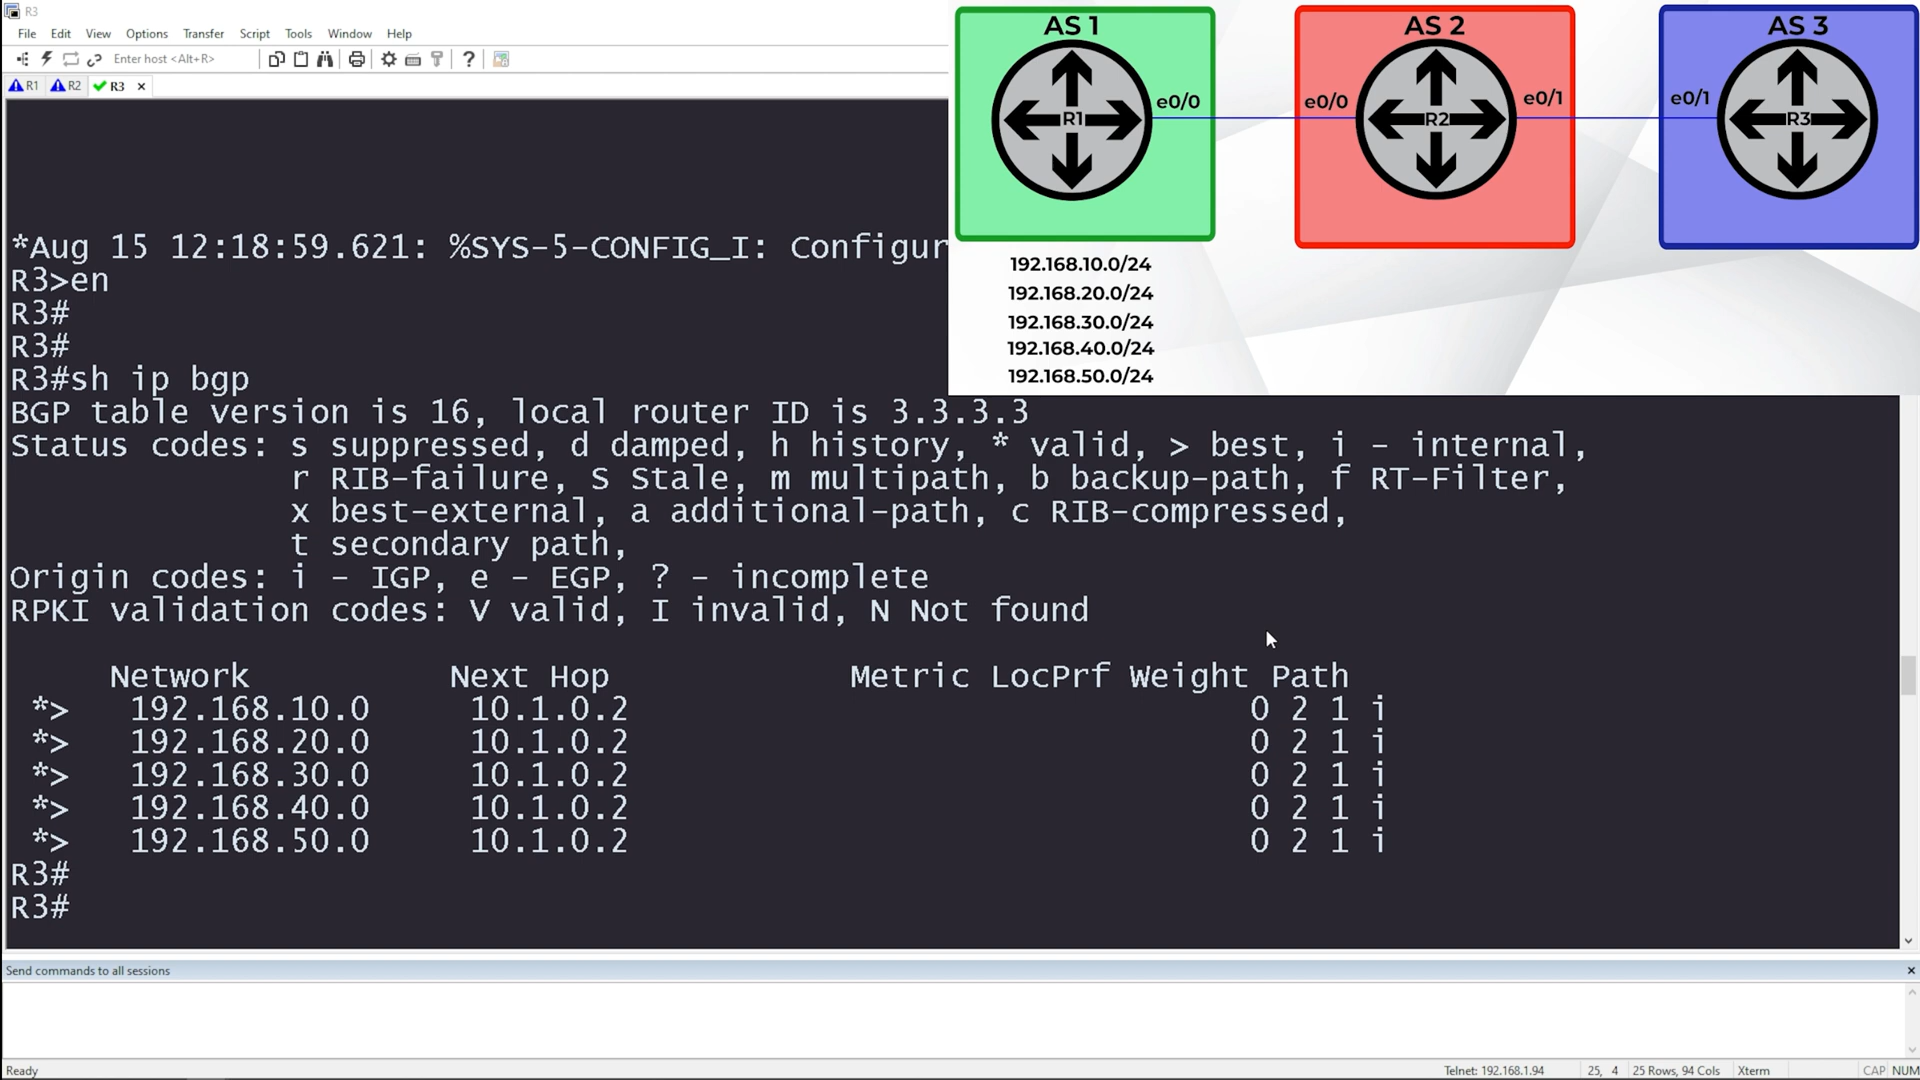 R3
File Edit View Options Transfer Script Tools Window Help
Enter host <Alt+R>
R1 R2 R3
AS 1 AS 2 AS 3
e0/0 e0/0 e0/1 e0/1
R1 R2 R3
192.168.10.0/24
192.168.20.0/24
192.168.30.0/24
192.168.40.0/24
192.168.50.0/24
*Aug 15 12:18:59.621: %SYS-5-CONFIG_I: Configur
R3>en
R3#
R3#
R3#sh ip bgp
BGP table version is 16, local router ID is 3.3.3.3
Status codes: s suppressed, d damped, h history, * valid, > best, i - internal,
r RIB-failure, S Stale, m multipath, b backup-path, f RT-Filter,
x best-external, a additional-path, c RIB-compressed,
t secondary path,
Origin codes: i - IGP, e - EGP, ? - incomplete
RPKI validation codes: V valid, I invalid, N Not found
Network Next Hop Metric LocPrf Weight Path
*> 192.168.10.0 10.1.0.2 0 2 1 i
*> 192.168.20.0 10.1.0.2 0 2 1 i
*> 192.168.30.0 10.1.0.2 0 2 1 i
*> 192.168.40.0 10.1.0.2 0 2 1 i
*> 192.168.50.0 10.1.0.2 0 2 1 i
R3#
R3#
Send commands to all sessions
Ready Telnet: 192.168.1.94 25, 4 25 Rows, 94 Cols Xterm CAP NUM